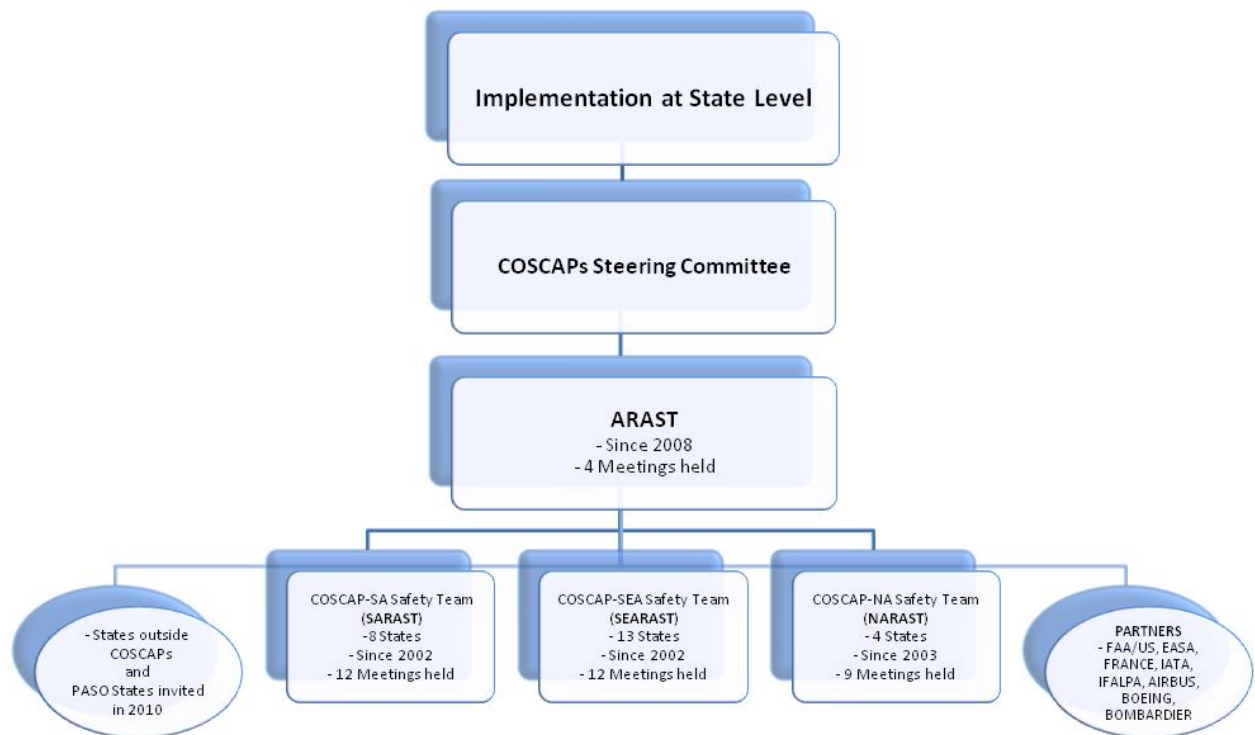 Implementation at State Level
COSCAPs Steering Committee
ARAST
- Since 2008
- 4 Meetings held
- States outside
COSCAPs
and
PASO States invited
in 2010
COSCAP-SA Safety Team
(SARAST)
- 8 States
- Since 2002
- 12 Meetings held
COSCAP-SEA Safety Team
(SEARAST)
- 13 States
- Since 2002
- 12 Meetings held
COSCAP-NA Safety Team
(NARAST)
- 4 States
- Since 2003
- 9 Meetings held
PARTNERS
- FAA/US, EASA,
FRANCE, IATA,
IFALPA, AIRBUS,
BOEING,
BOMBARDIER